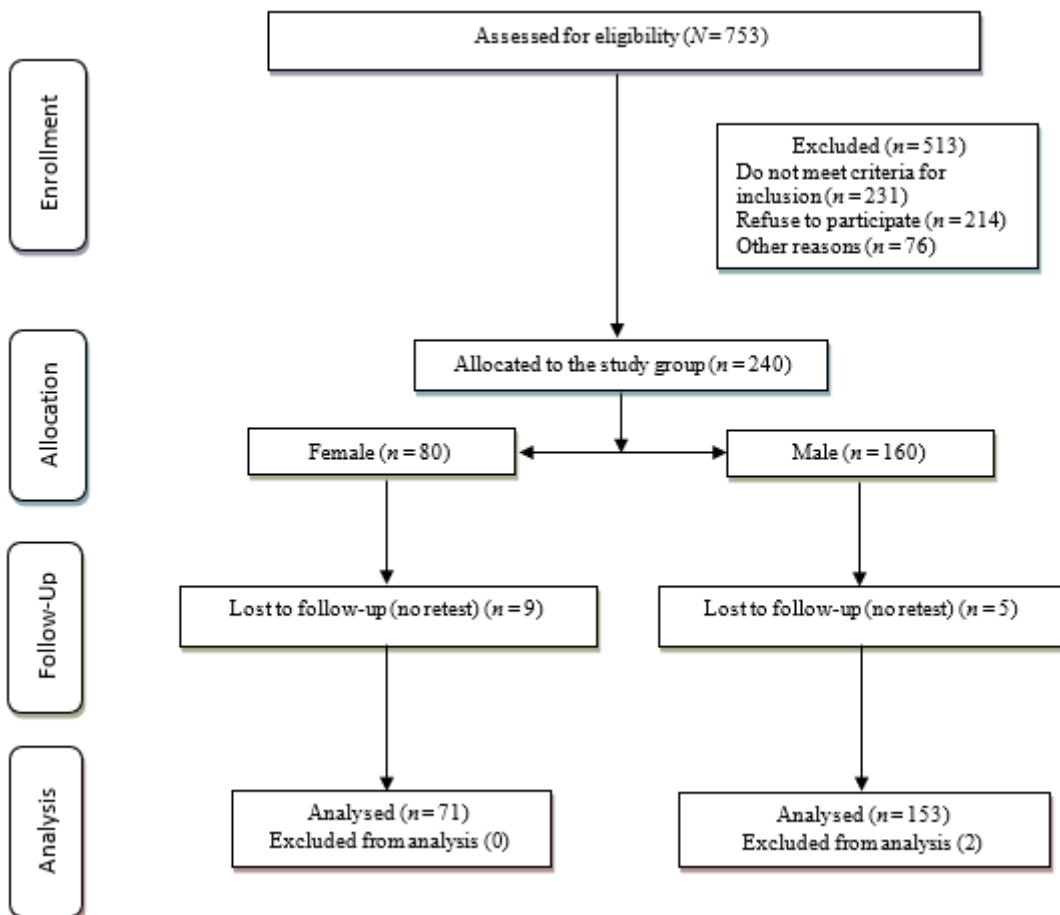 Assessed for eligibility (N = 753)
Enrollment
Excluded (n = 513)
Do not meet criteria for
inclusion (n = 231)
Refuse to participate (n = 214)
Other reasons (n = 76)
Allocation
Allocated to the study group (n = 240)
Female (n = 80)
Male (n = 160)
Follow-Up
Lost to follow-up (no retest) (n = 9)
Lost to follow-up (no retest) (n = 5)
Analysis
Analysed (n = 71)
Excluded from analysis (0)
Analysed (n = 153)
Excluded from analysis (2)